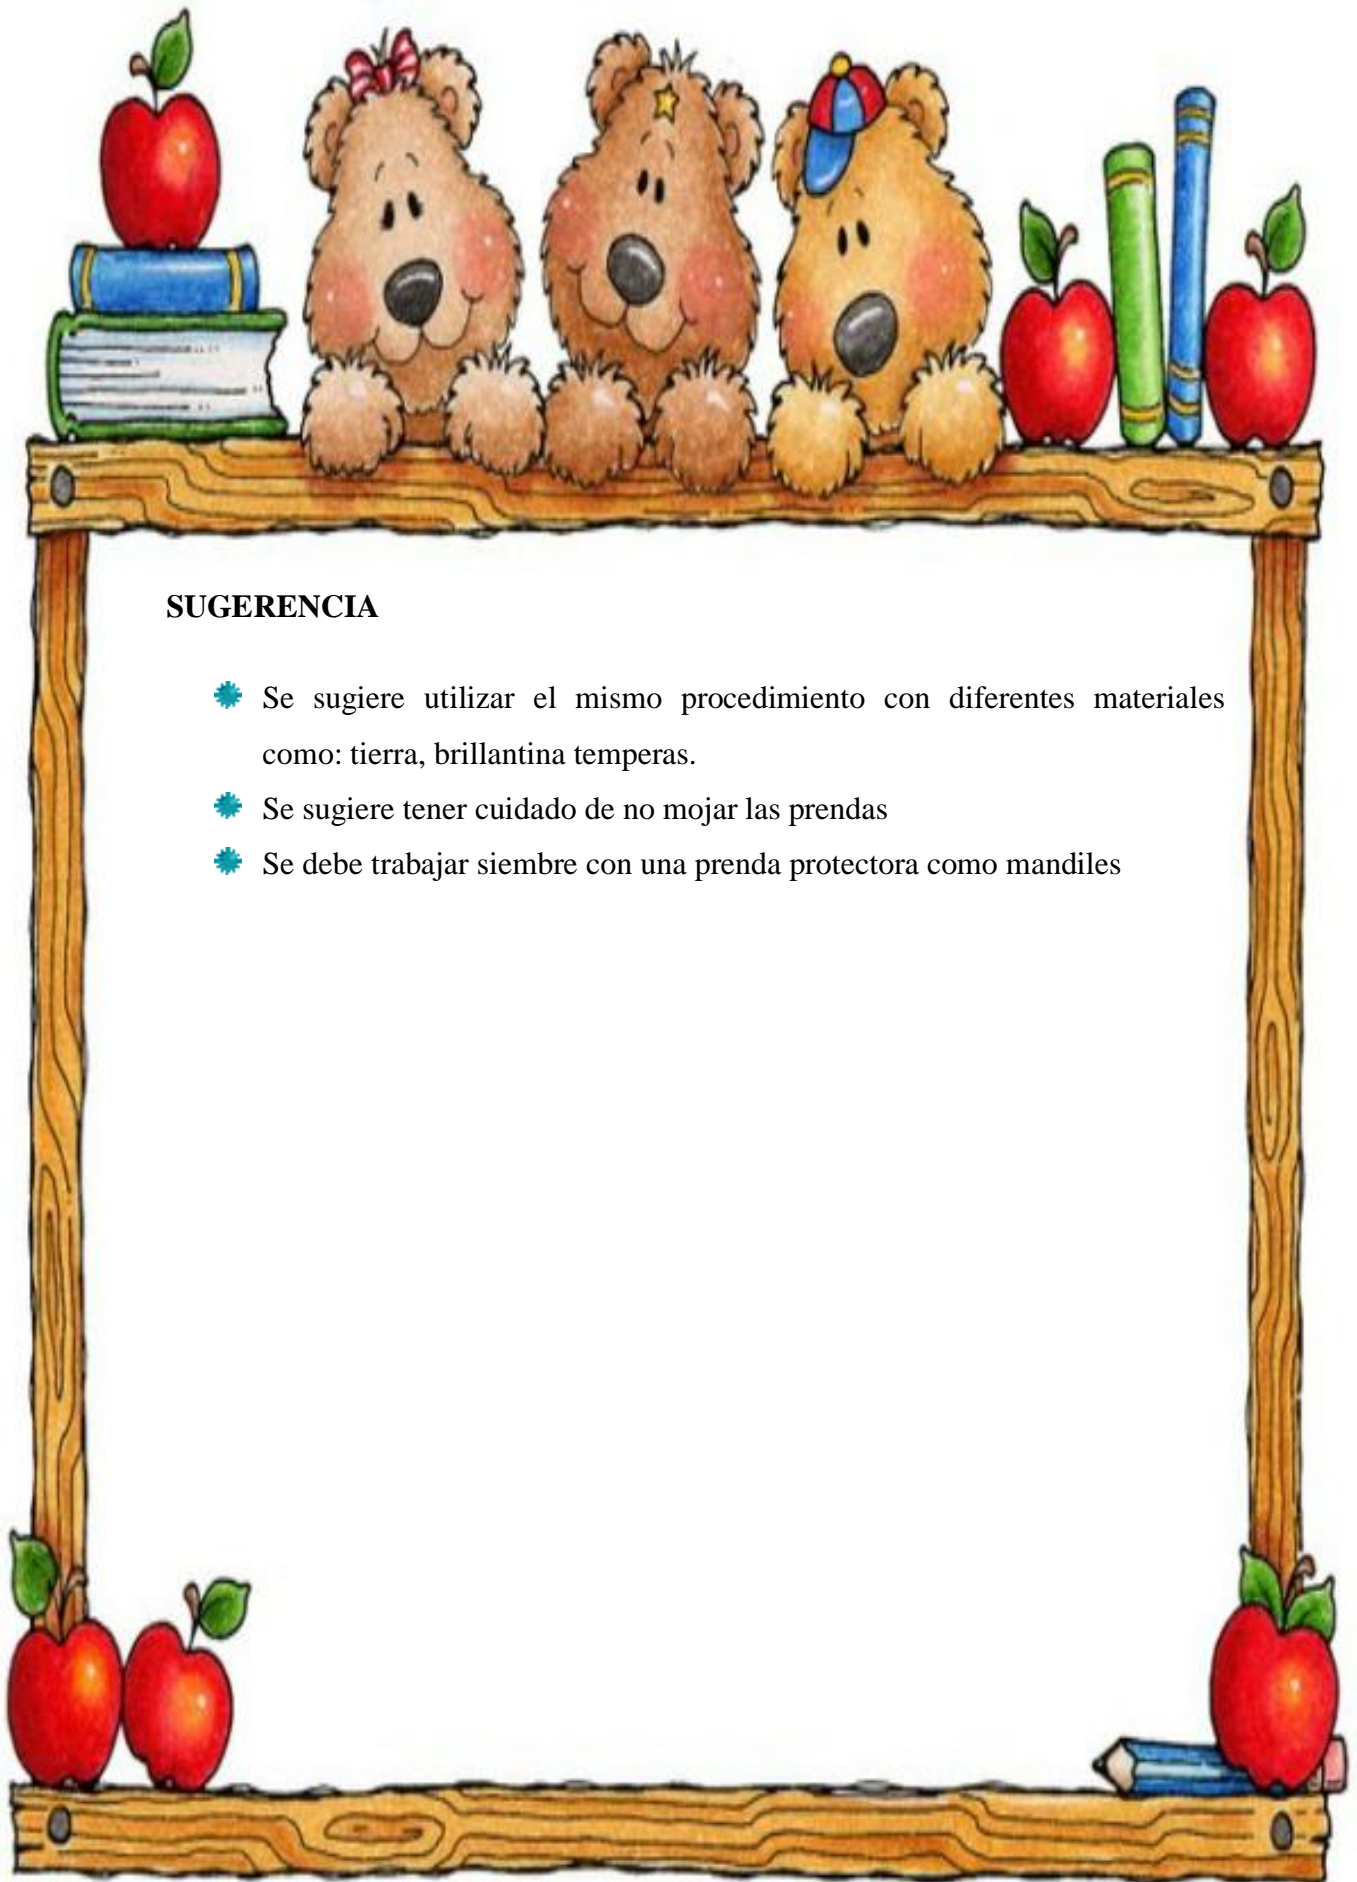 SUGERENCIA
Se sugiere utilizar el mismo procedimiento con diferentes materiales
como: tierra, brillantina temperas.
Se sugiere tener cuidado de no mojar las prendas
Se debe trabajar siembre con una prenda protectora como mandiles